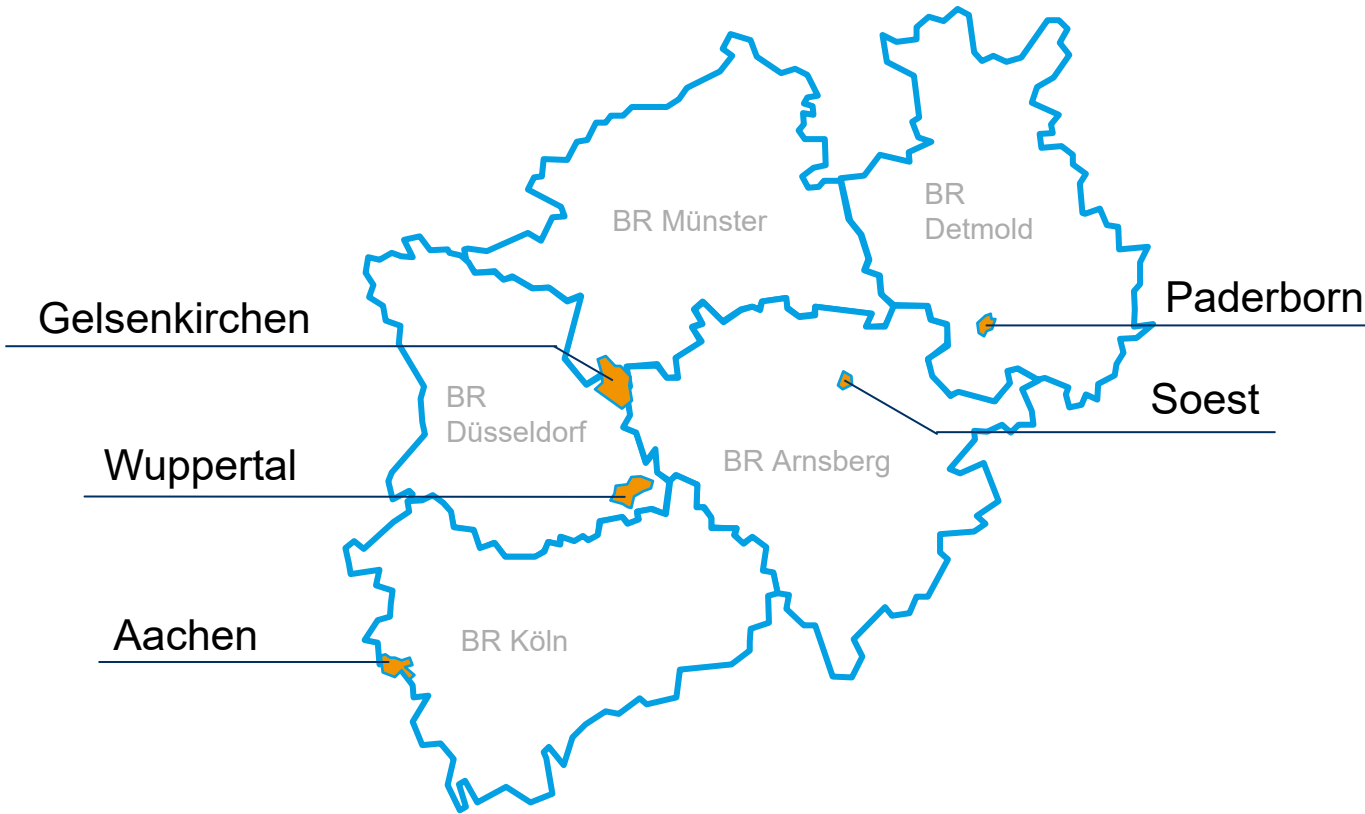 BR Münster
BR
Detmold
Gelsenkirchen
Paderborn
BR
Düsseldorf
Soest
Wuppertal
BR Arnsberg
Aachen
BR Köln